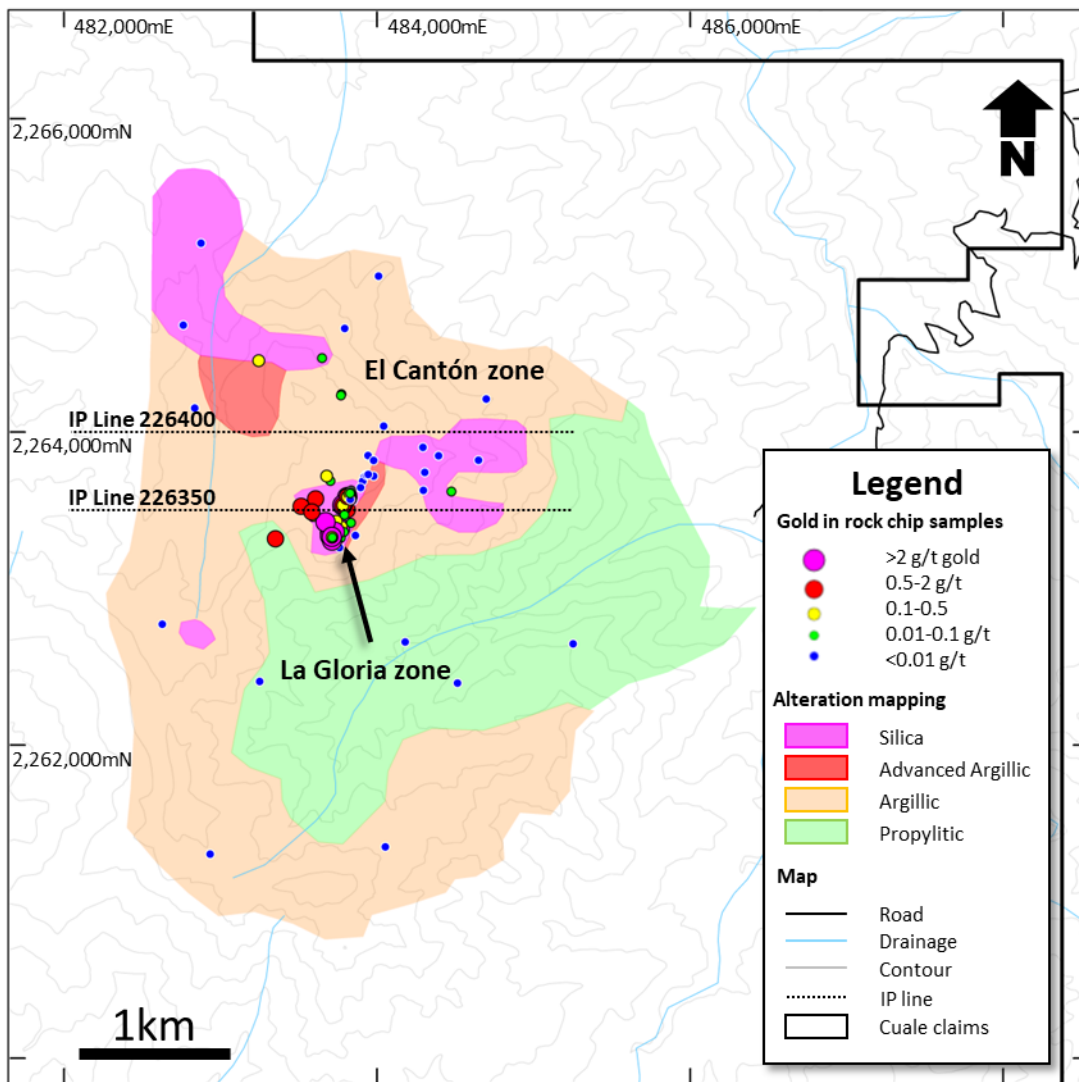 482,000mE
484,000mE
486,000mE
2,266,000mN
N
El Cantón zone
IP Line 226400
2,264,000mN
IP Line 226350
La Gloria zone
2,262,000mN
1km
Legend
Gold in rock chip samples
>2 g/t gold
0.5-2 g/t
0.1-0.5
0.01-0.1 g/t
<0.01 g/t
Alteration mapping
Silica
Advanced Argillic
Argillic
Propylitic
Map
Road
Drainage
Contour
IP line
Cuale claims